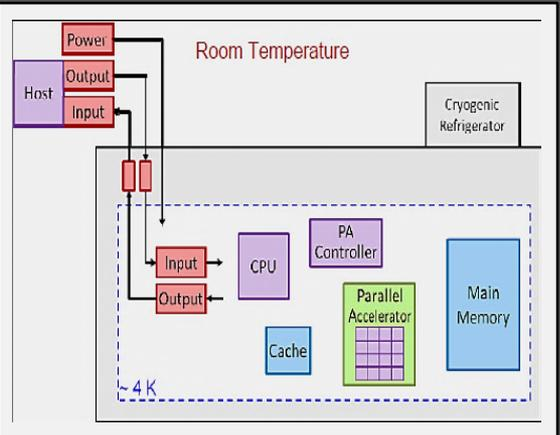 Power
Room Temperature
Host
Output
Input
Cryogenic
Refrigerator
PA
Controller
Input
CPU
Output
Parallel
Accelerator
Main
Memory
Cache
~ 4 K